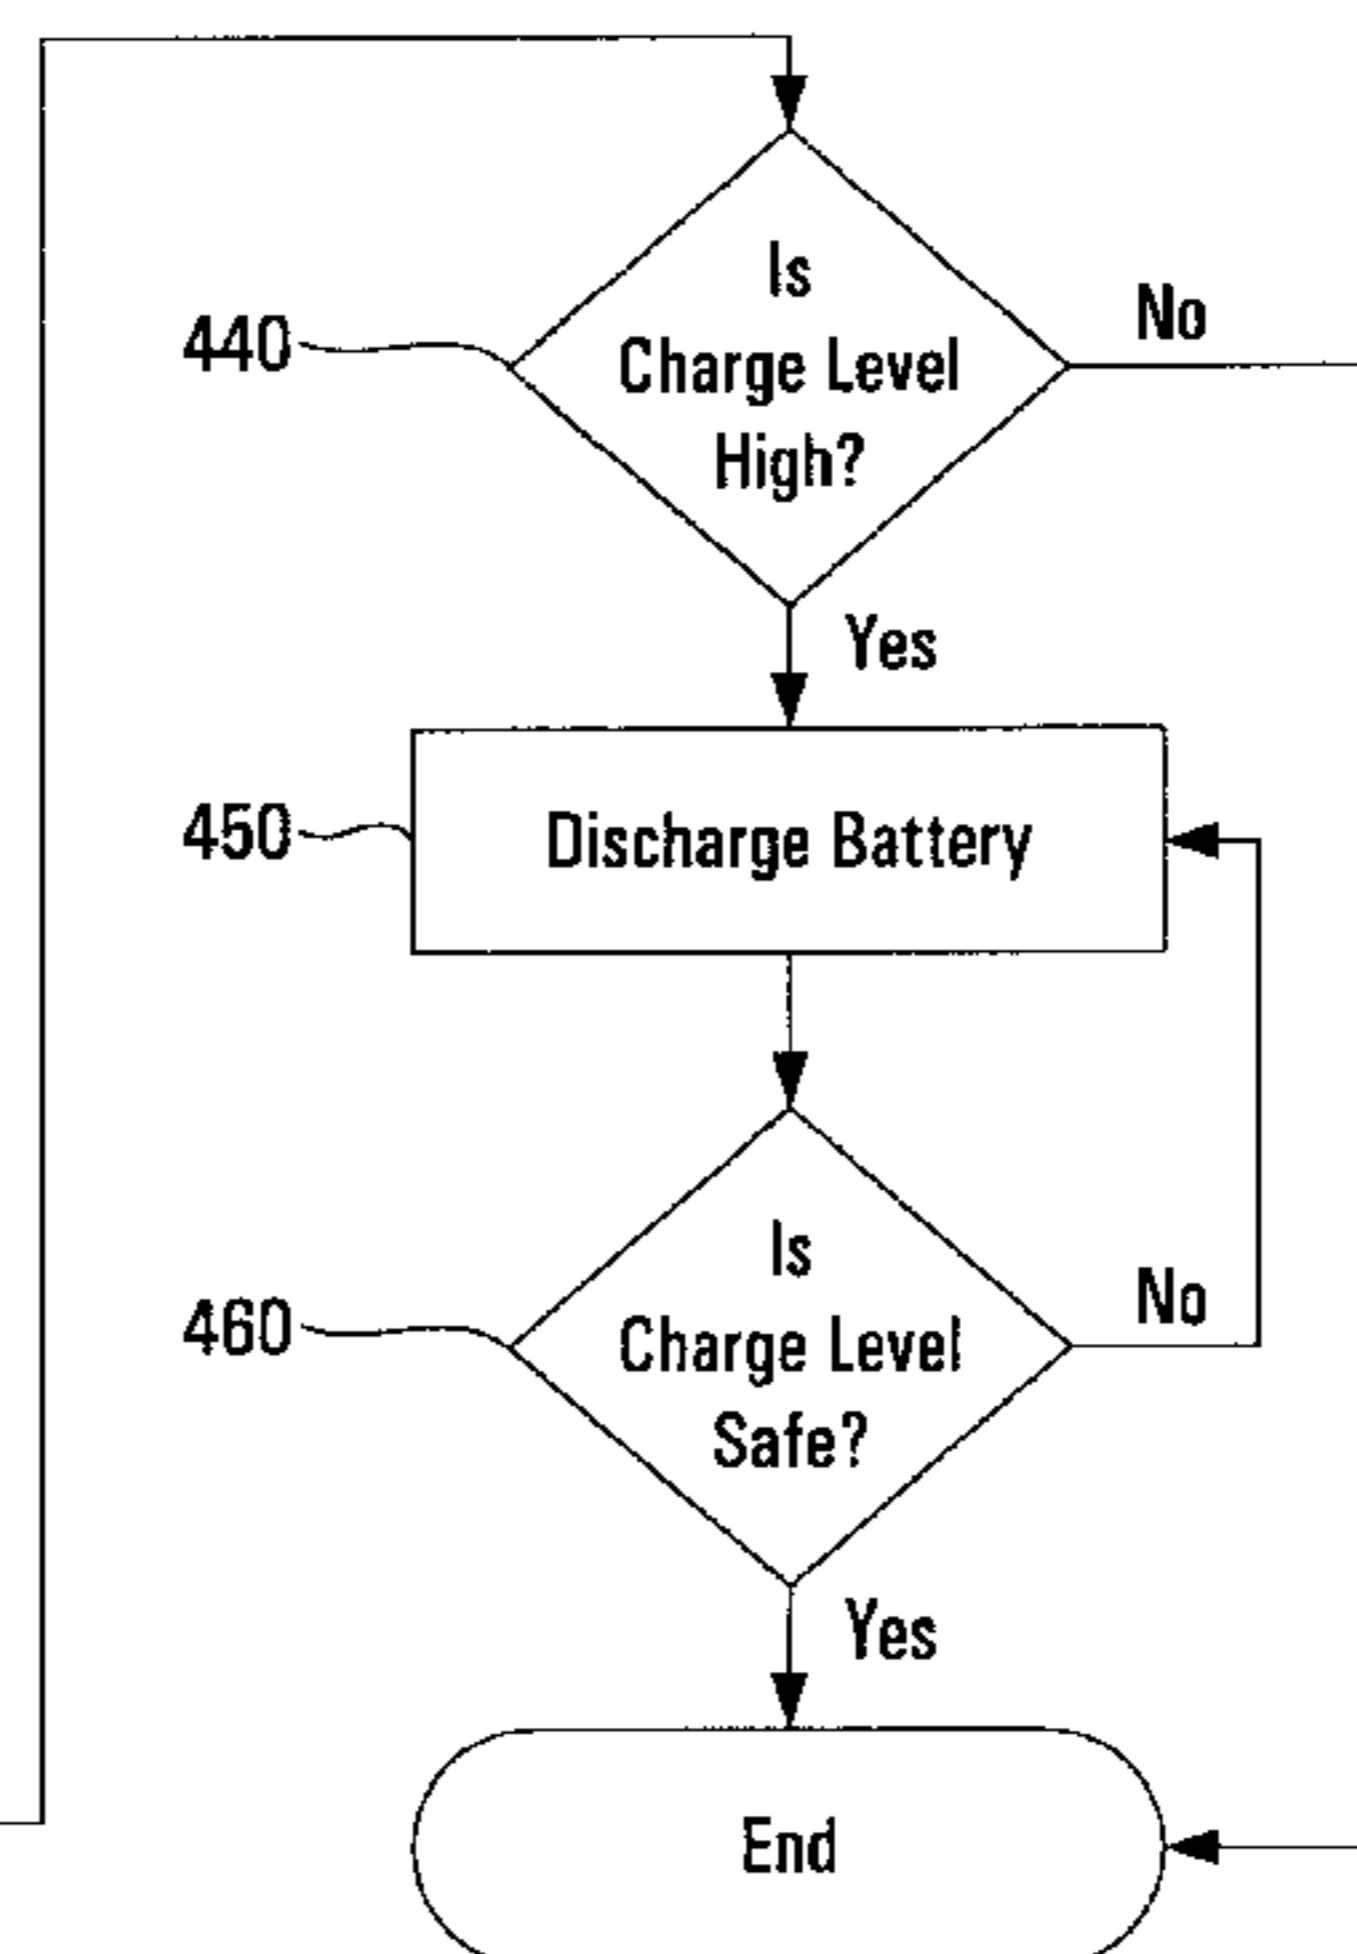 Is
Charge Level
High?
No
440
Yes
450
Discharge Battery
Is
Charge Level
Safe?
No
460
Yes
End